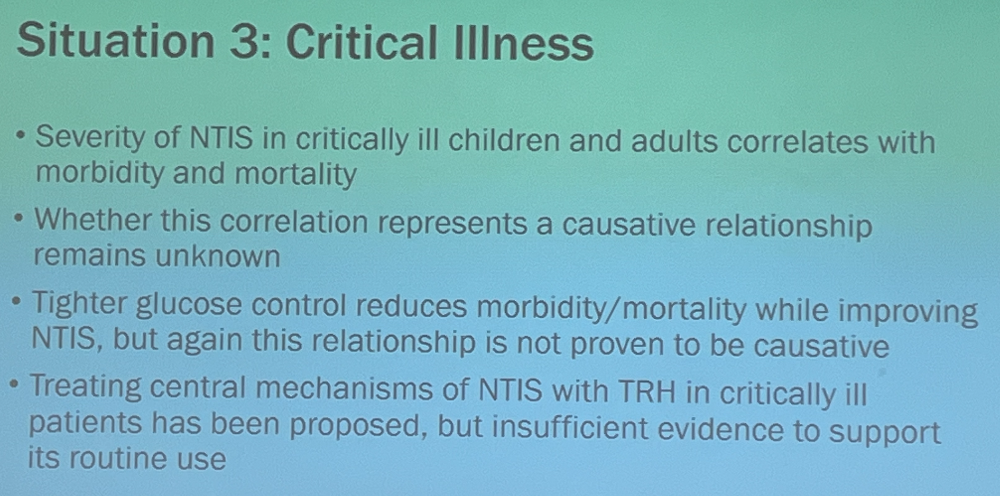 Situation 3: Critical Illness
• Severity of NTIS in critically ill children and adults correlates with
morbidity and mortality
• Whether this correlation represents a causative relationship
remains unknown
• Tighter glucose control reduces morbidity/mortality while improving
NTIS, but again this relationship is not proven to be causative
• Treating central mechanisms of NTIS with TRH in critically ill
patients has been proposed, but insufficient evidence to support
its routine use